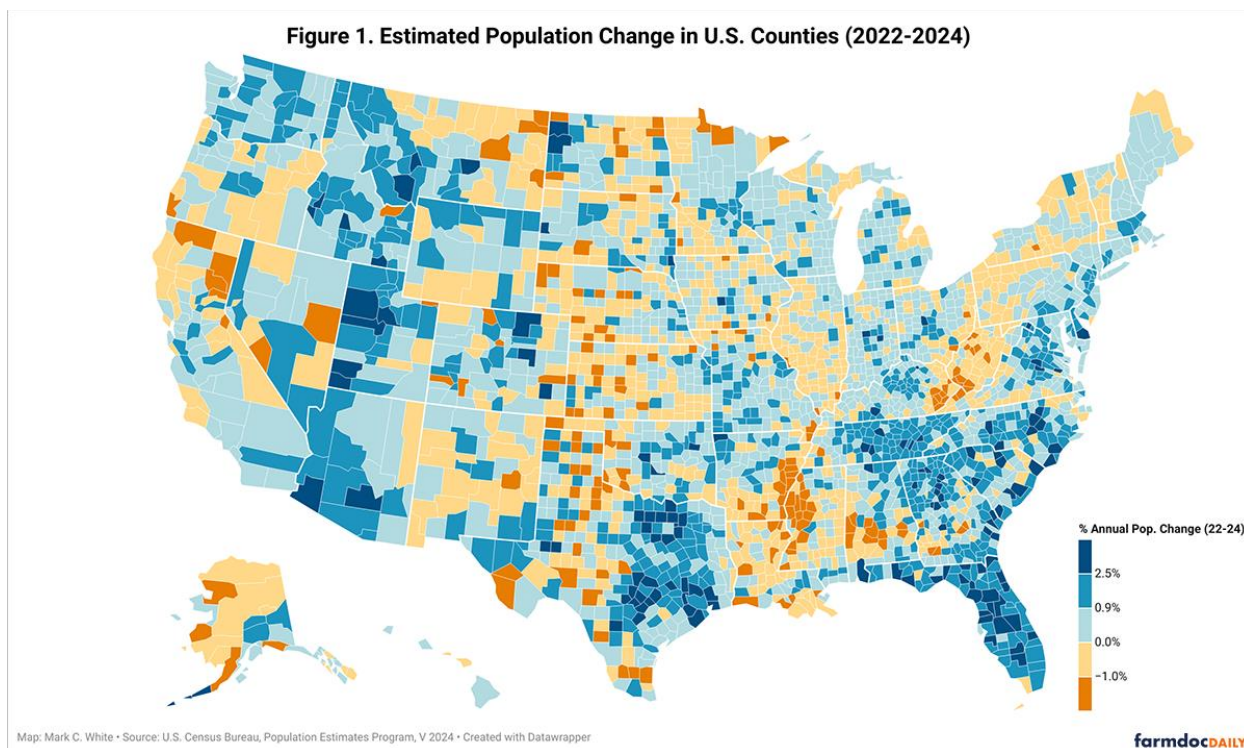 Figure 1. Estimated Population Change in U.S. Counties (2022-2024)
% Annual Pop. Change (22-24)
2.5%
0.9%
0.0%
−1.0%
Map: Mark C. White • Source: U.S. Census Bureau, Population Estimates Program, V 2024 • Created with Datawrapper
farmdocDAILY